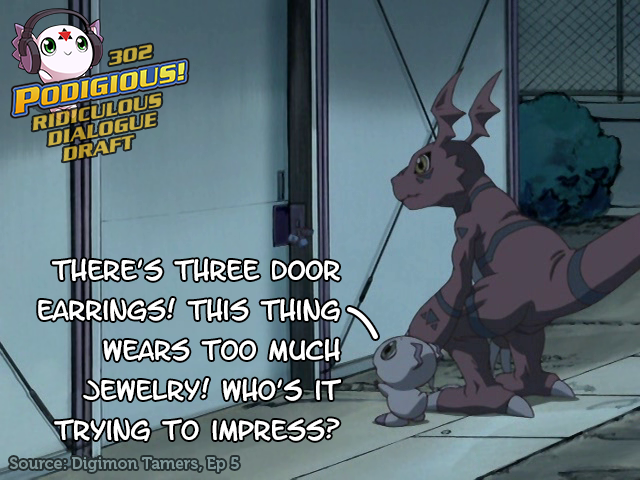 302
PODIGIOUS!
RIDICULOUS
DIALOGUE
DRAFT
THERE'S THREE DOOR
EARRINGS! THIS THING
WEARS TOO MUCH
JEWELRY! WHO'S IT
TRYING TO IMPRESS?
Source: Digimon Tamers, Ep 5